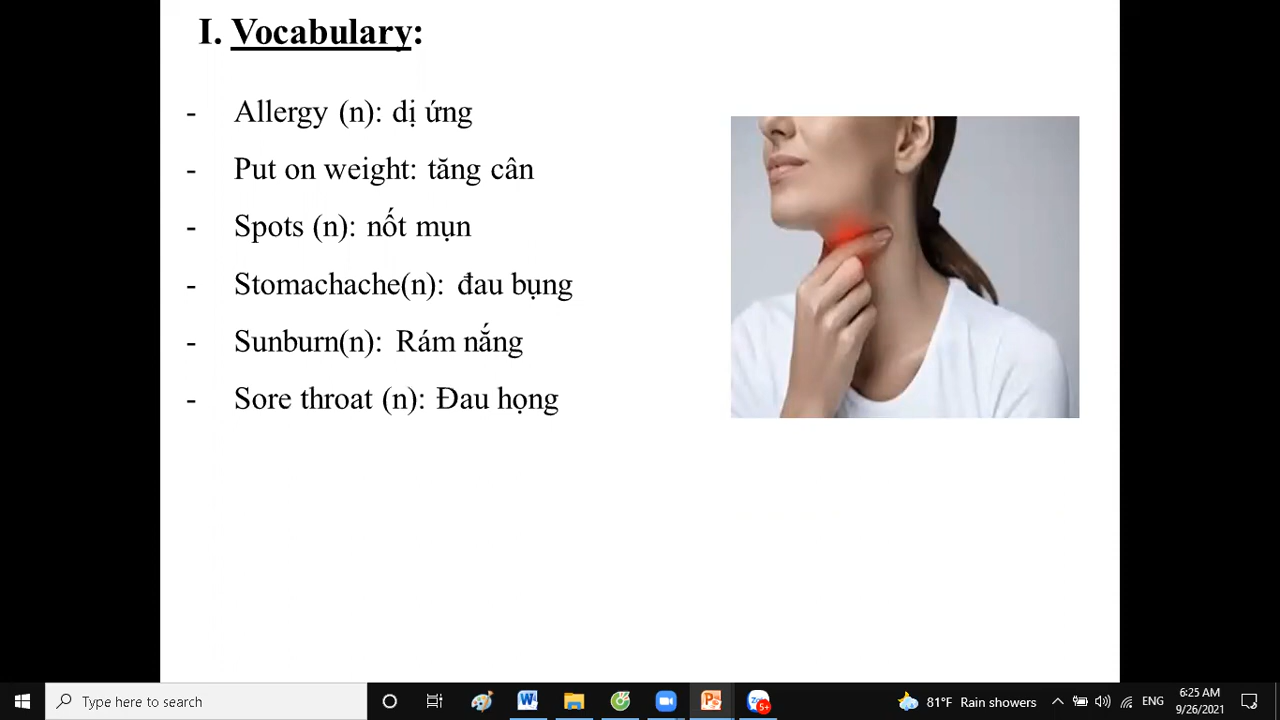 I. Vocabulary:
- Allergy (n): dị ứng
- Put on weight: tăng cân
- Spots (n): nốt mụn
- Stomachache(n): đau bụng
- Sunburn(n): Rám nắng
- Sore throat (n): Đau họng
Type here to search
81°F Rain showers
ENG
6:25 AM
9/26/2021
5+